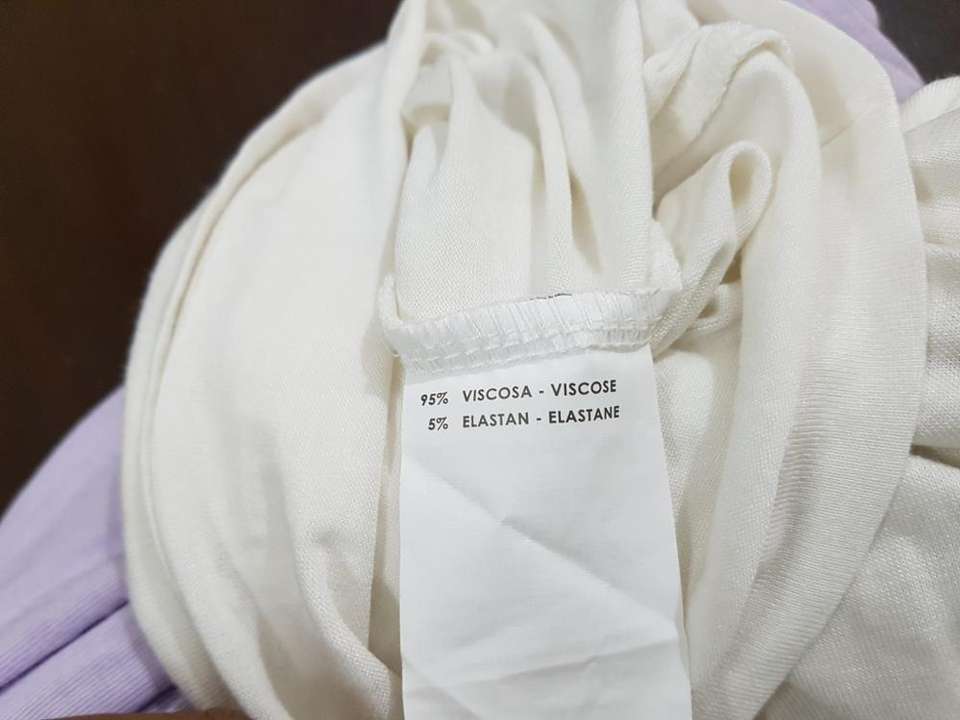 95% VISCOSA - VISCOSE
5% ELASTAN - ELASTANE